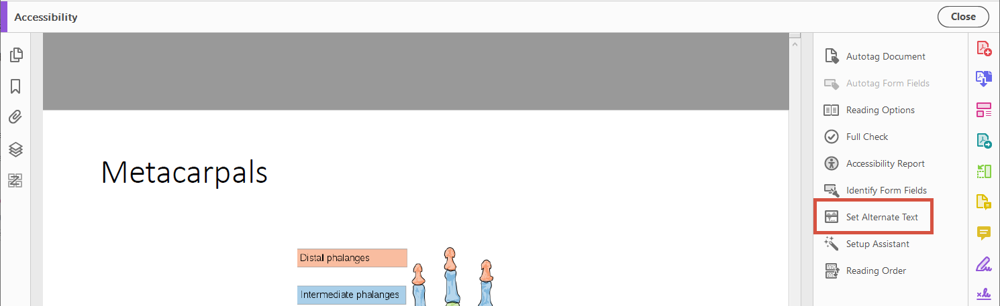 Accessibility
Close
Metacarpals
Distal phalanges
Intermediate phalanges
Autotag Document
Autotag Form Fields
Reading Options
Full Check
Accessibility Report
Identify Form Fields
Set Alternate Text
Setup Assistant
Reading Order